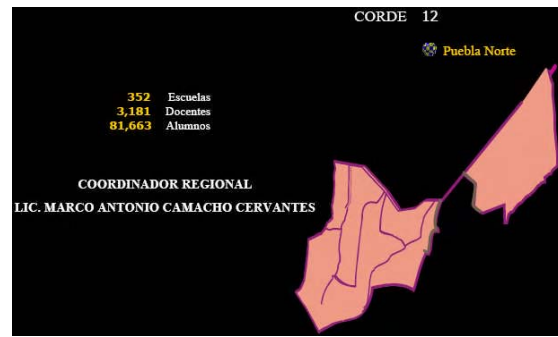 CORDE 12
Puebla Norte
352 Escuelas
3,181 Docentes
81,663 Alumnos
COORDINADOR REGIONAL
LIC. MARCO ANTONIO CAMACHO CERVANTES